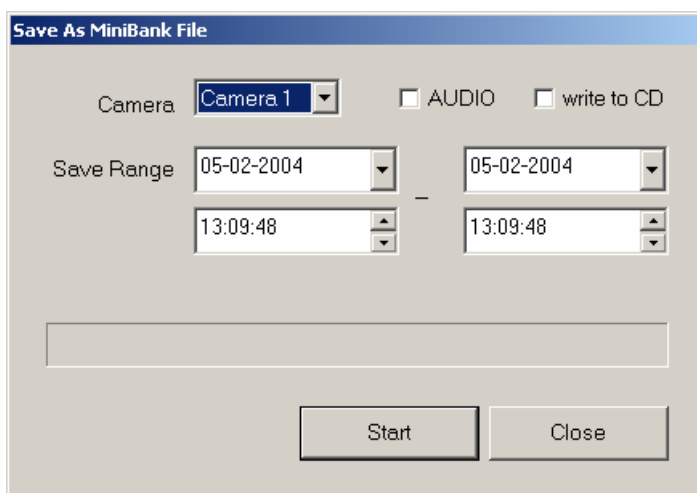 Save As MiniBank File
Camera Camera 1 AUDIO write to CD
Save Range 05-02-2004 – 05-02-2004
13:09:48 13:09:48
Start Close